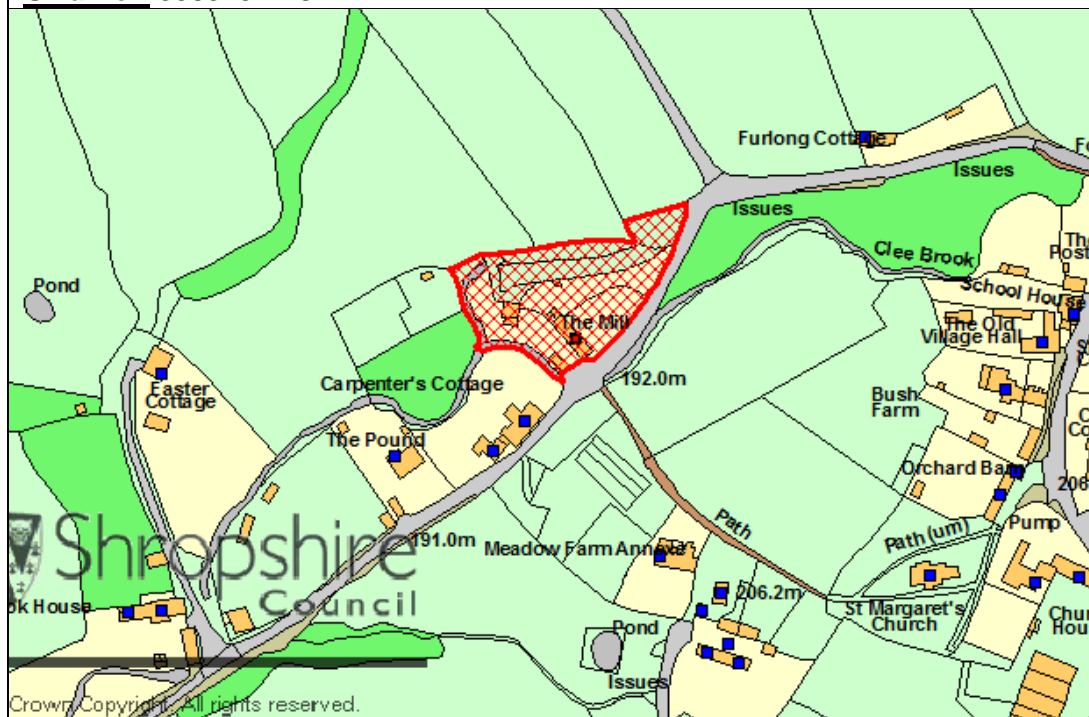 Furlong Cottage
Issues
Issues
Clee Brook
Pond
School House
The Mill
The Old
Village Hall
192.0m
Carpenter's Cottage
Easter
Cottage
Bush
Farm
The Pound
Orchard Barn
Path
Pump
Path (um)
Shropshire
Council
191.0m
Meadow Farm Annexe
206.2m
St Margaret's
Church
Pond
Issues
Crown Copyright. All rights reserved.